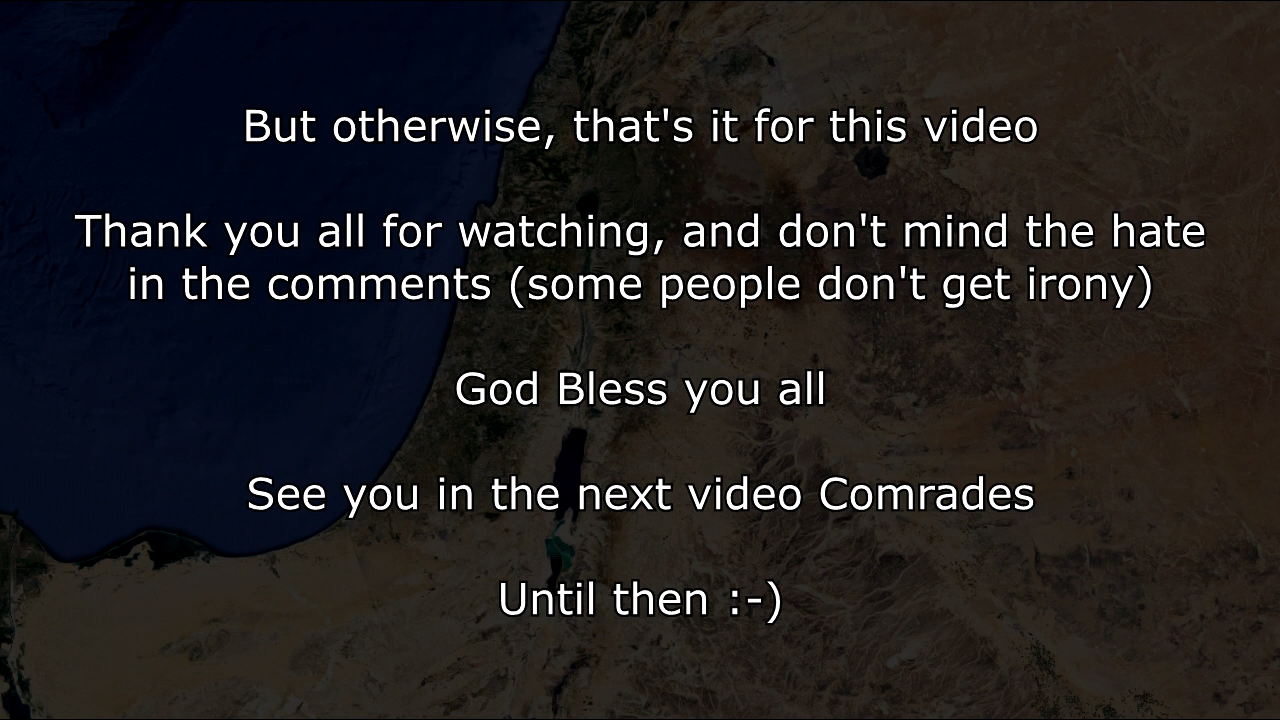 But otherwise, that's it for this video
Thank you all for watching, and don't mind the hate
in the comments (some people don't get irony)
God Bless you all
See you in the next video Comrades
Until then :-)